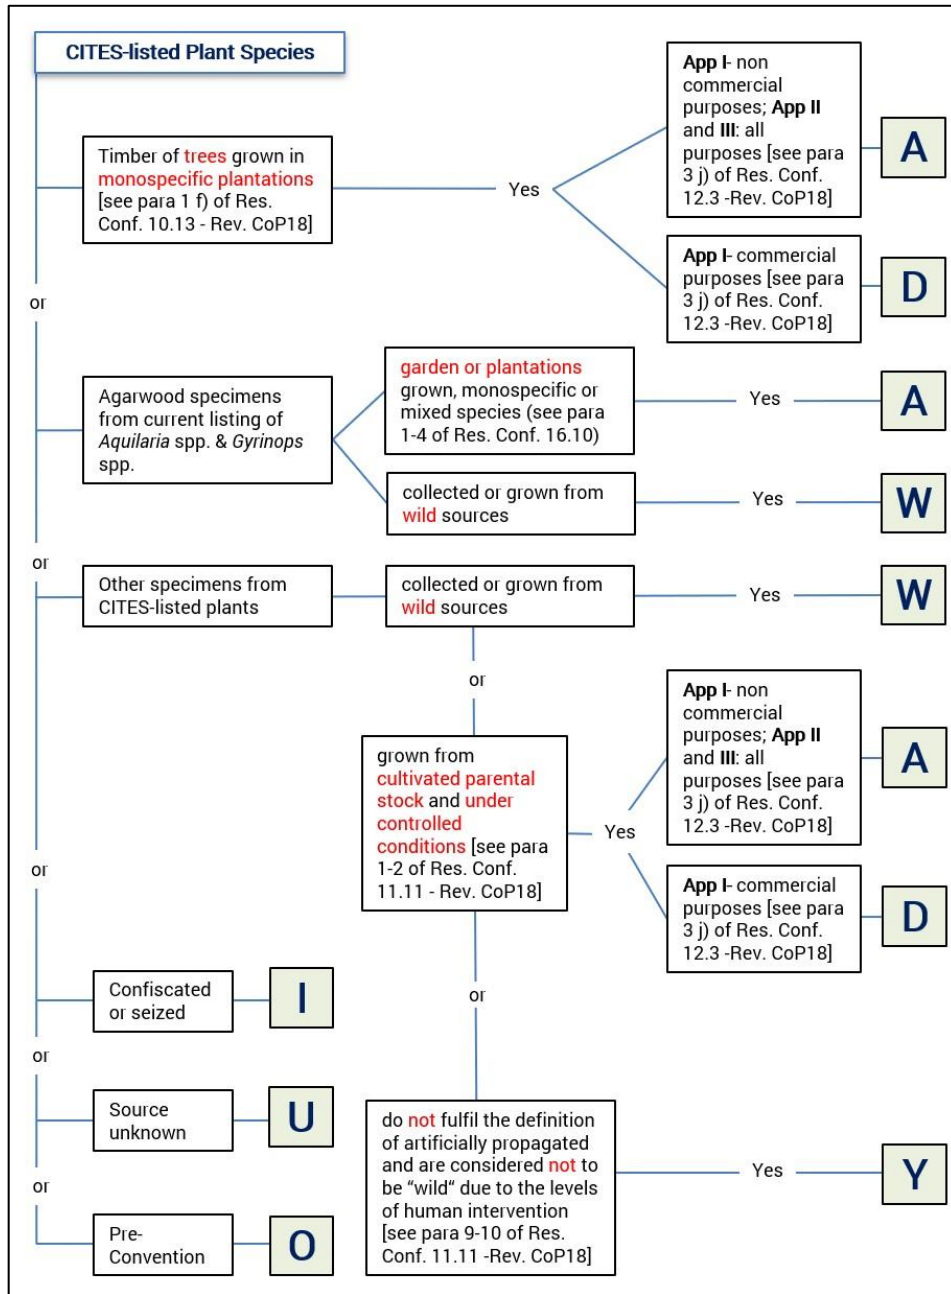 CITES-listed Plant Species
Timber of trees grown in
monospecific plantations
[see para 1 f) of Res.
Conf. 10.13 - Rev. CoP18]
Yes
App I- non
commercial
purposes; App II
and III: all
purposes [see para
3 j) of Res. Conf.
12.3 -Rev. CoP18]
A
App I- commercial
purposes [see para
3 j) of Res. Conf.
12.3 -Rev. CoP18]
D
or
Agarwood specimens
from current listing of
Aquilaria spp. & Gyrinops
spp.
garden or plantations
grown, monospecific or
mixed species (see para
1-4 of Res. Conf. 16.10)
Yes
A
collected or grown from
wild sources
Yes
W
or
Other specimens from
CITES-listed plants
collected or grown from
wild sources
Yes
W
or
grown from
cultivated parental
stock and under
controlled
conditions [see para
1-2 of Res. Conf.
11.11 - Rev. CoP18]
Yes
App I- non
commercial
purposes; App II
and III: all
purposes [see para
3 j) of Res. Conf.
12.3 -Rev. CoP18]
A
App I- commercial
purposes [see para
3 j) of Res. Conf.
12.3 -Rev. CoP18]
D
or
do not fulfil the definition
of artificially propagated
and are considered not to
be “wild“ due to the levels
of human intervention
[see para 9-10 of Res.
Conf. 11.11 -Rev. CoP18]
Yes
Y
or
Confiscated
or seized
I
or
Source
unknown
U
or
Pre-
Convention
O